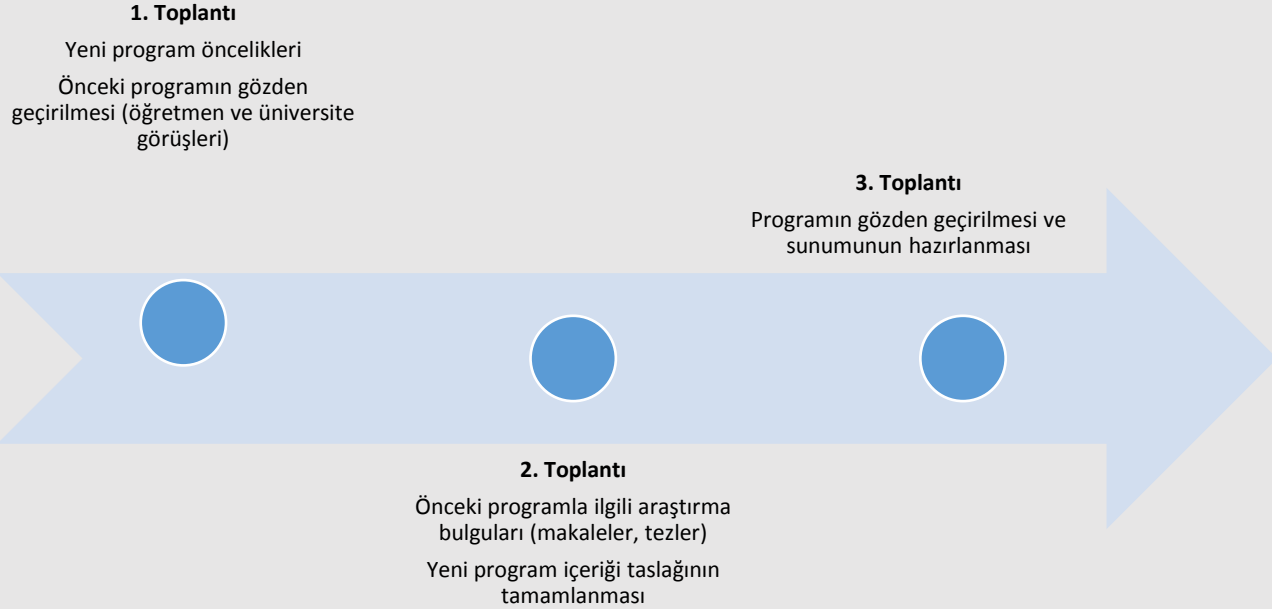 1. Toplantı
Yeni program öncelikleri
Önceki programın gözden
geçirilmesi (öğretmen ve üniversite
görüşleri)
2. Toplantı
Önceki programla ilgili araştırma
bulguları (makaleler, tezler)
Yeni program içeriği taslağının
tamamlanması
3. Toplantı
Programın gözden geçirilmesi ve
sunumunun hazırlanması